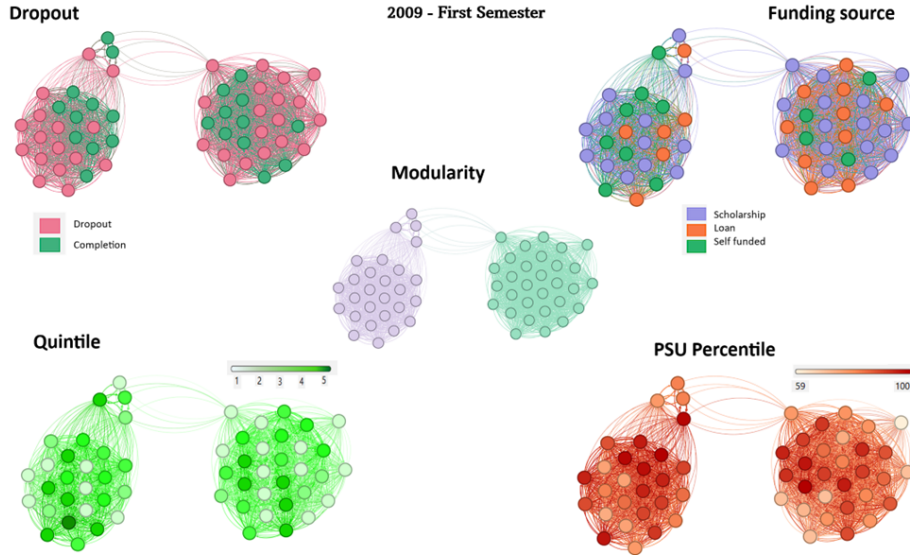 Dropout
2009 - First Semester
Funding source
Modularity
Dropout
Completion
Scholarship
Loan
Self funded
Quintile
1 2 3 4 5
PSU Percentile
59 100